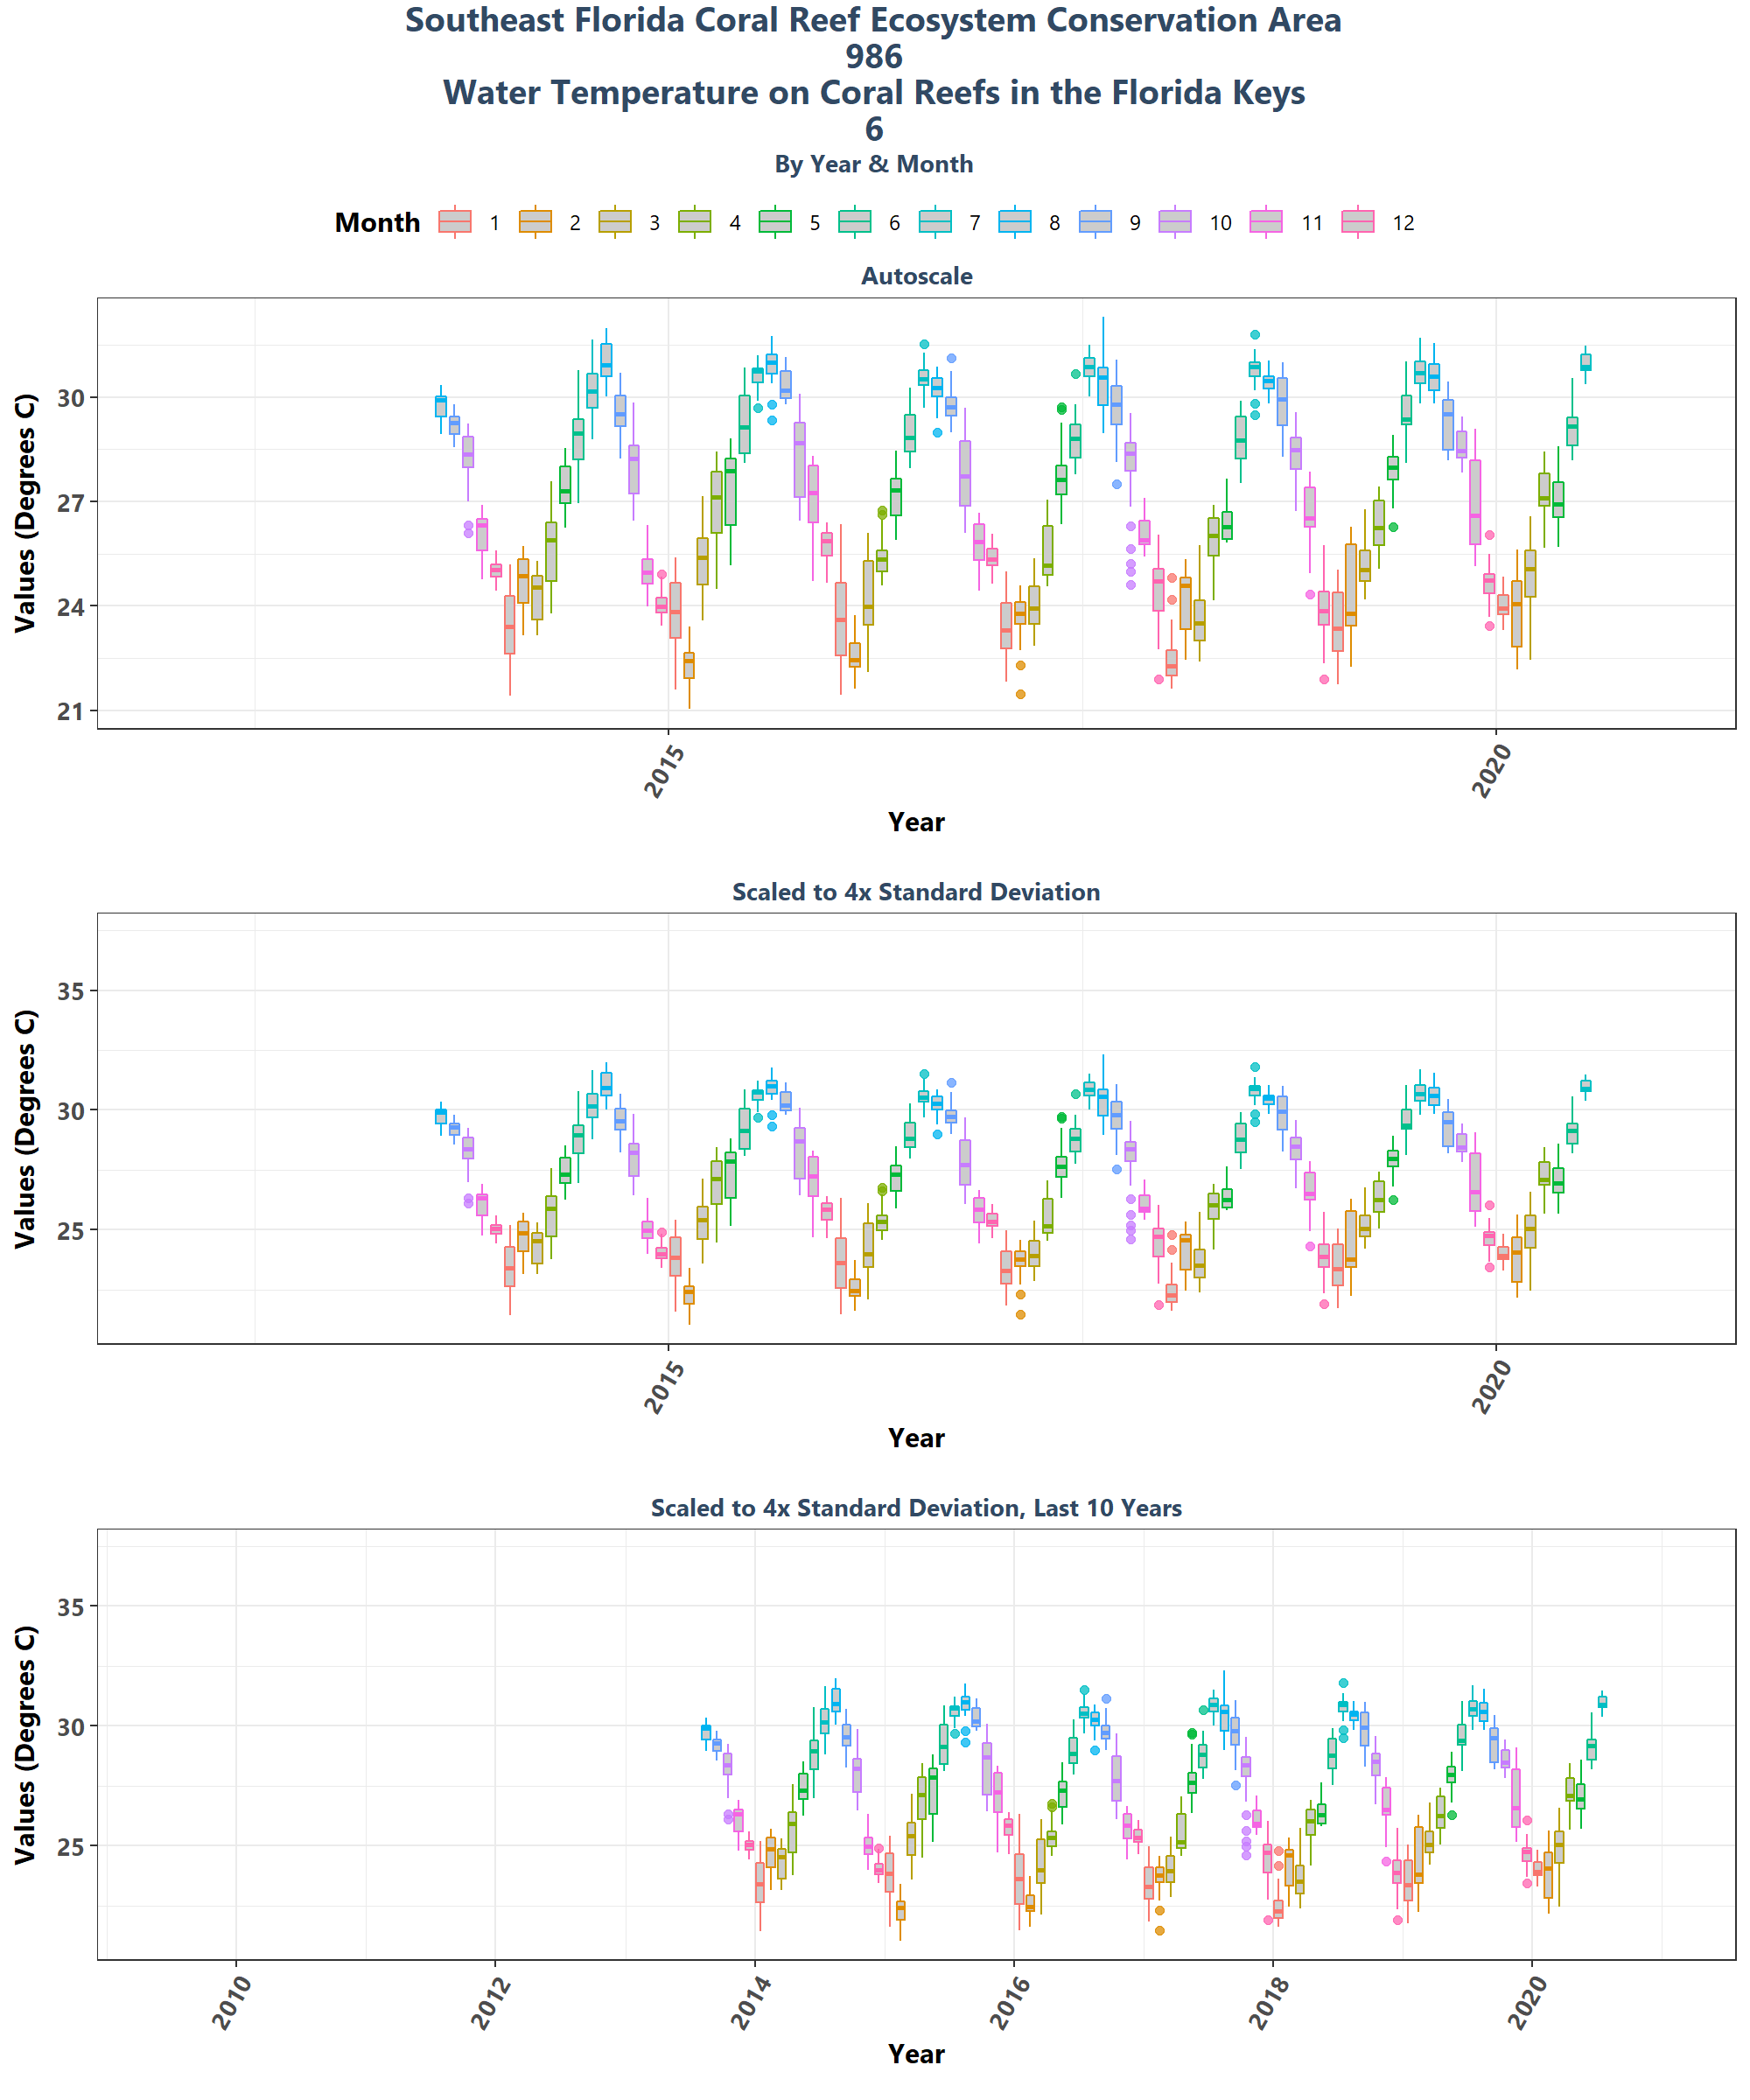 Southeast Florida Coral Reef Ecosystem Conservation Area
986
Water Temperature on Coral Reefs in the Florida Keys
6
By Year & Month
Month 1 2 3 4 5 6 7 8 9 10 11 12
Autoscale
Values (Degrees C)
30
27
24
21
2015 2020
Year
Scaled to 4x Standard Deviation
Values (Degrees C)
35
30
25
2015 2020
Year
Scaled to 4x Standard Deviation, Last 10 Years
Values (Degrees C)
35
30
25
2010 2012 2014 2016 2018 2020
Year